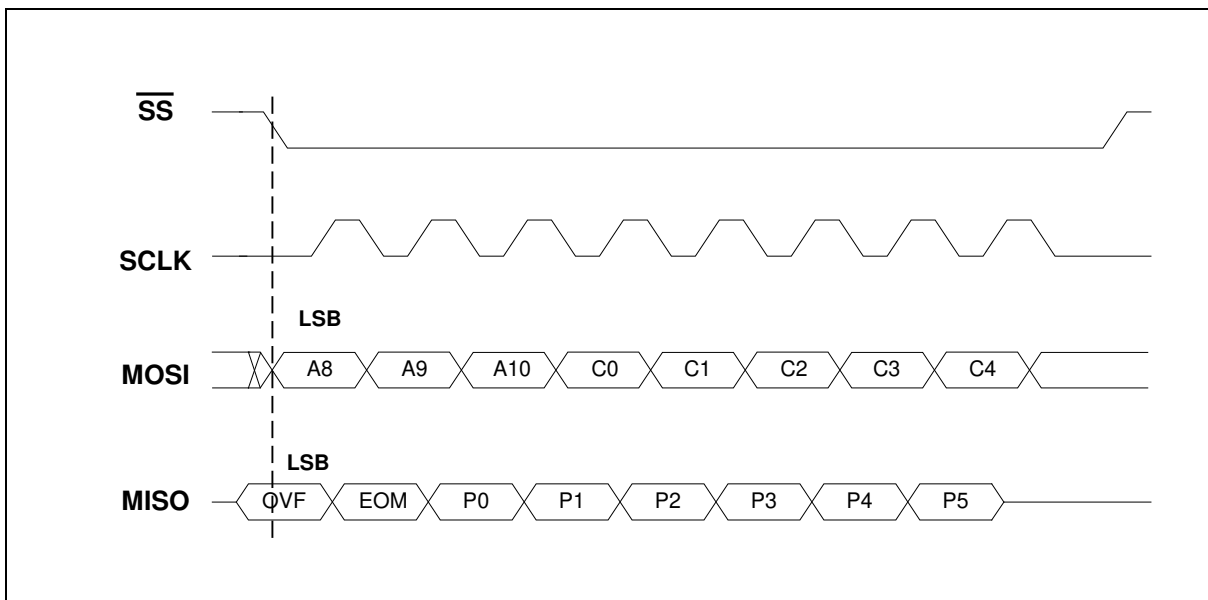 SS
SCLK
LSB
MOSI A8 A9 A10 C0 C1 C2 C3 C4
LSB
MISO OVF EOM P0 P1 P2 P3 P4 P5